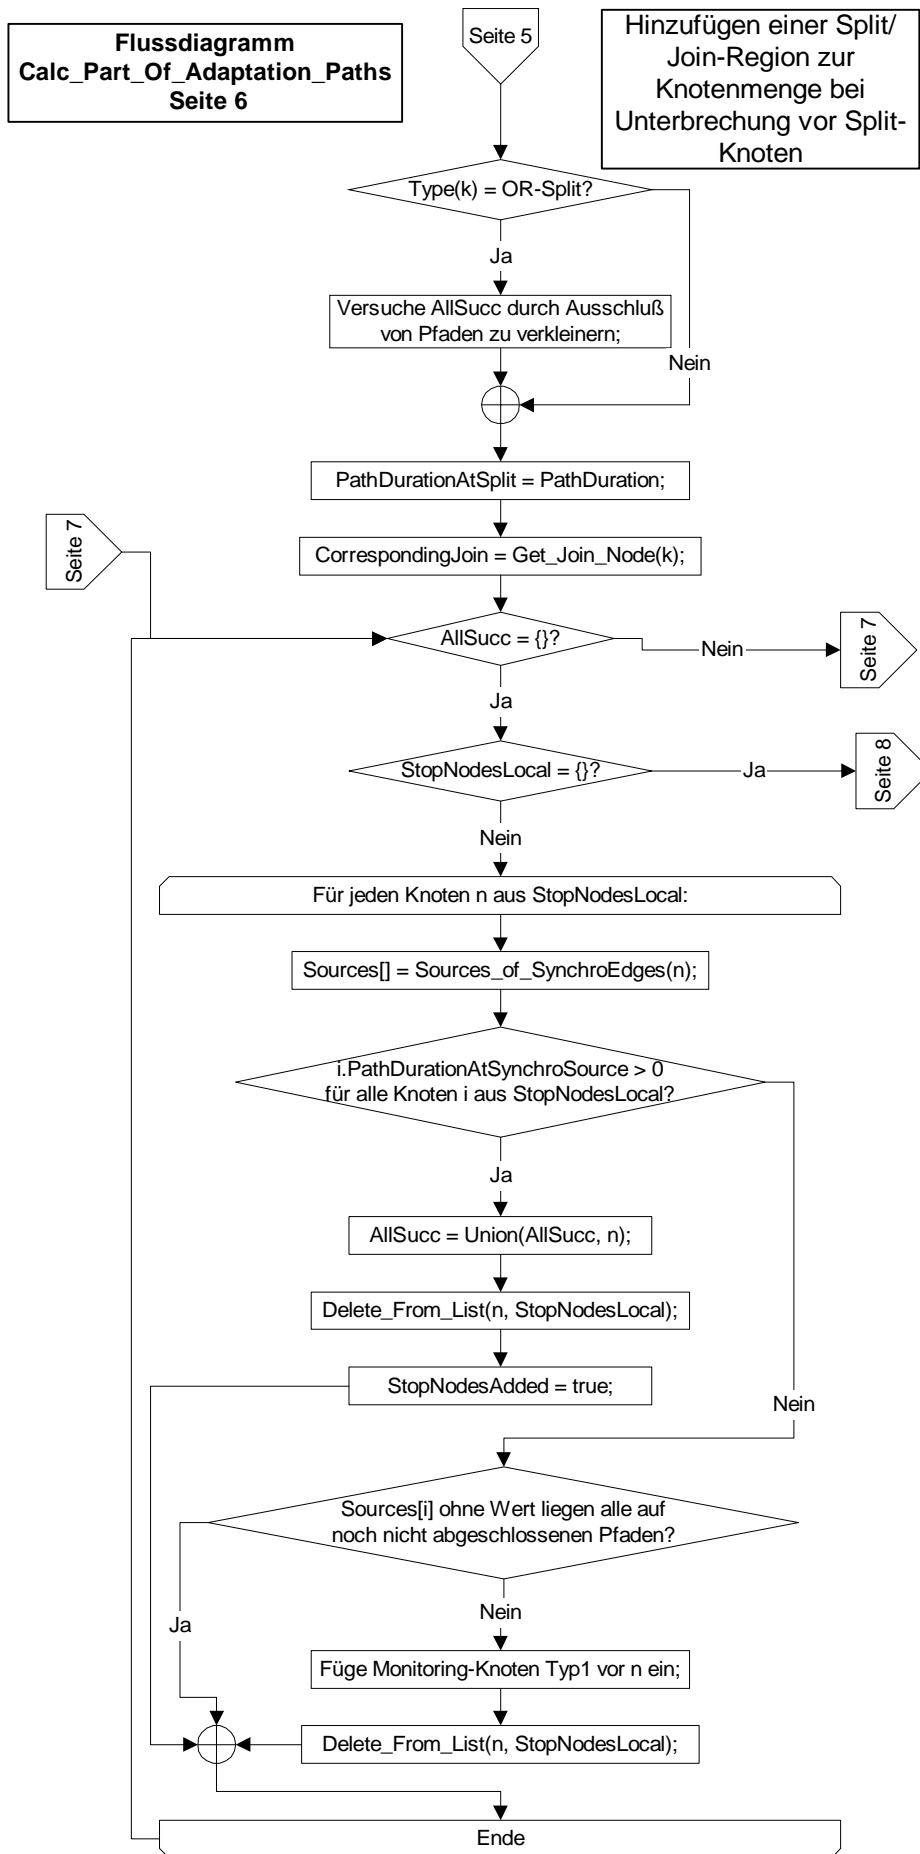 Flussdiagramm
Calc_Part_Of_Adaptation_Paths
Seite 6
Seite 5
Hinzufügen einer Split/
Join-Region zur
Knotenmenge bei
Unterbrechung vor Split-
Knoten
Type(k) = OR-Split?
Ja
Versuche AllSucc durch Ausschluß
von Pfaden zu verkleinern;
Nein
PathDurationAtSplit = PathDuration;
Seite 7
CorrespondingJoin = Get_Join_Node(k);
AllSucc = {}?
Nein
Seite 7
Ja
StopNodesLocal = {}?
Ja
Seite 8
Nein
Für jeden Knoten n aus StopNodesLocal:
Sources[] = Sources_of_SynchroEdges(n);
i.PathDurationAtSynchroSource > 0
für alle Knoten i aus StopNodesLocal?
Ja
AllSucc = Union(AllSucc, n);
Delete_From_List(n, StopNodesLocal);
StopNodesAdded = true;
Nein
Sources[i] ohne Wert liegen alle auf
noch nicht abgeschlossenen Pfaden?
Nein
Ja
Füge Monitoring-Knoten Typ1 vor n ein;
Delete_From_List(n, StopNodesLocal);
Ende